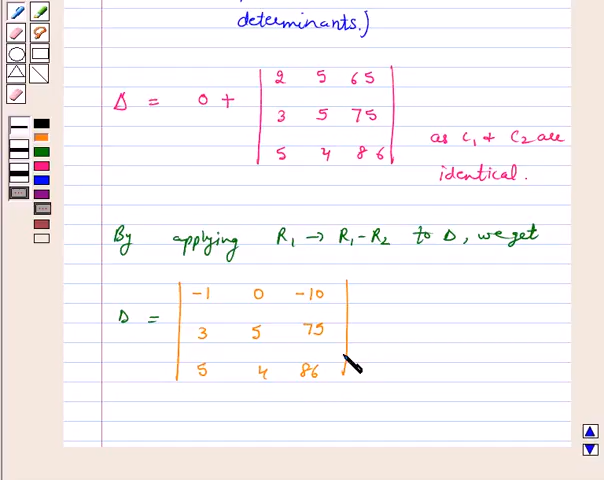 determinants.)
Δ = 0 + | 2 5 65 |
| 3 5 75 |
| 5 4 86 |
as C₁ & C₂ are
identical.
By applying R₁ → R₁-R₂ to Δ, we get
| -1 0 -10 |
Δ = | 3 5 75 |
| 5 4 86 |